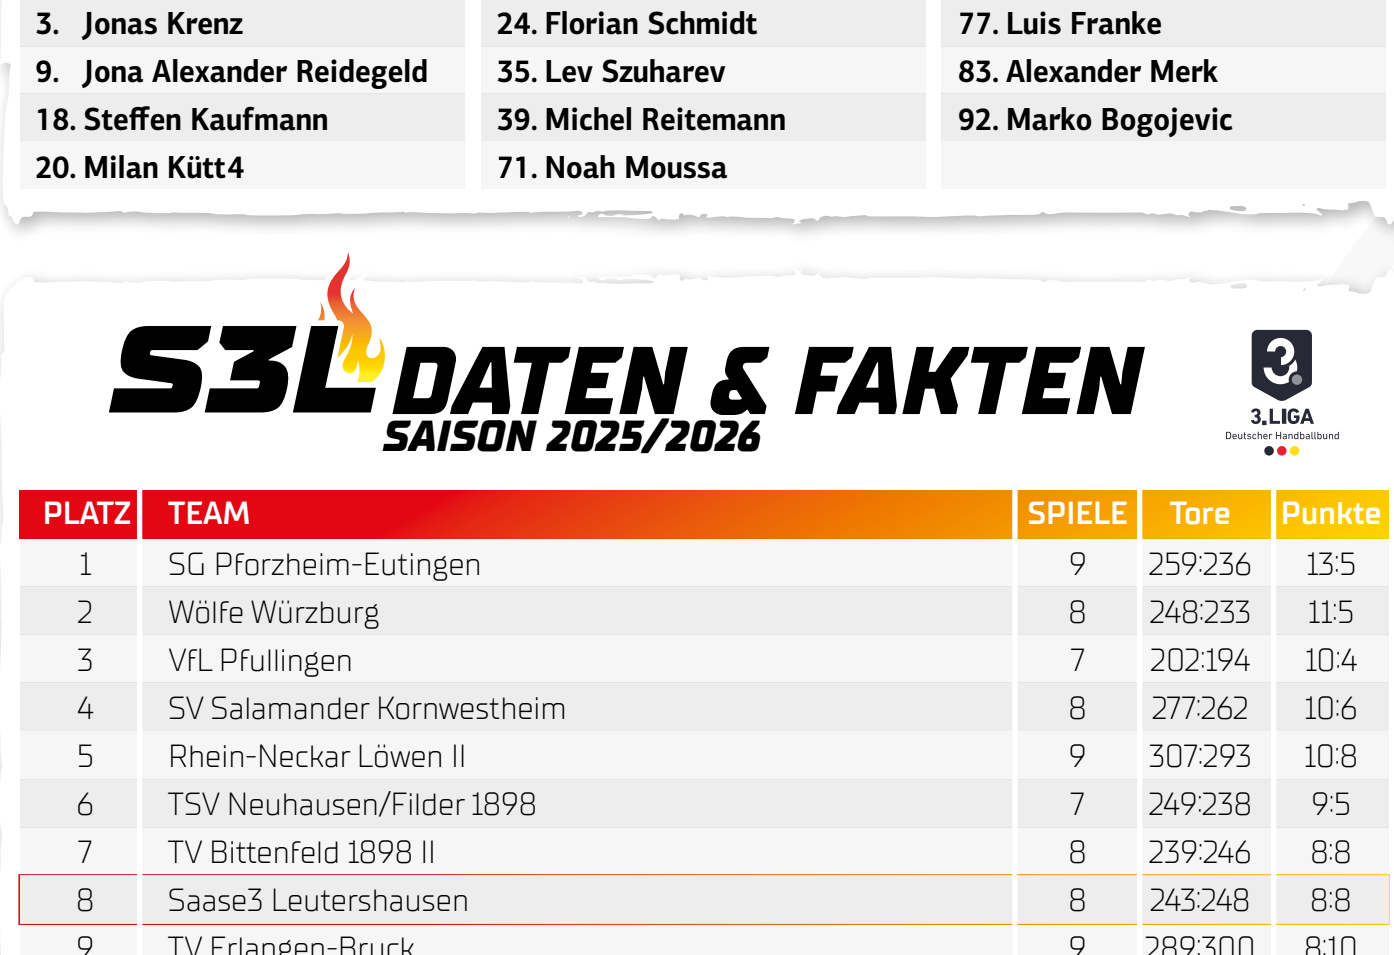 3. Jonas Krenz
9. Jona Alexander Reidegeld
18. Steffen Kaufmann
20. Milan Kütt4
24. Florian Schmidt
35. Lev Szuharev
39. Michel Reitemann
71. Noah Moussa
77. Luis Franke
83. Alexander Merk
92. Marko Bogojevic
S3L DATEN & FAKTEN
SAISON 2025/2026
3.
3.LIGA
Deutscher Handballbund
PLATZ TEAM SPIELE Tore Punkte
1 SG Pforzheim-Eutingen 9 259:236 13:5
2 Wölfe Würzburg 8 248:233 11:5
3 VfL Pfullingen 7 202:194 10:4
4 SV Salamander Kornwestheim 8 277:262 10:6
5 Rhein-Neckar Löwen II 9 307:293 10:8
6 TSV Neuhausen/Filder 1898 7 249:238 9:5
7 TV Bittenfeld 1898 II 8 239:246 8:8
8 Saase3 Leutershausen 8 243:248 8:8
9 TV Erlangen-Bruck 9 289:300 8:10